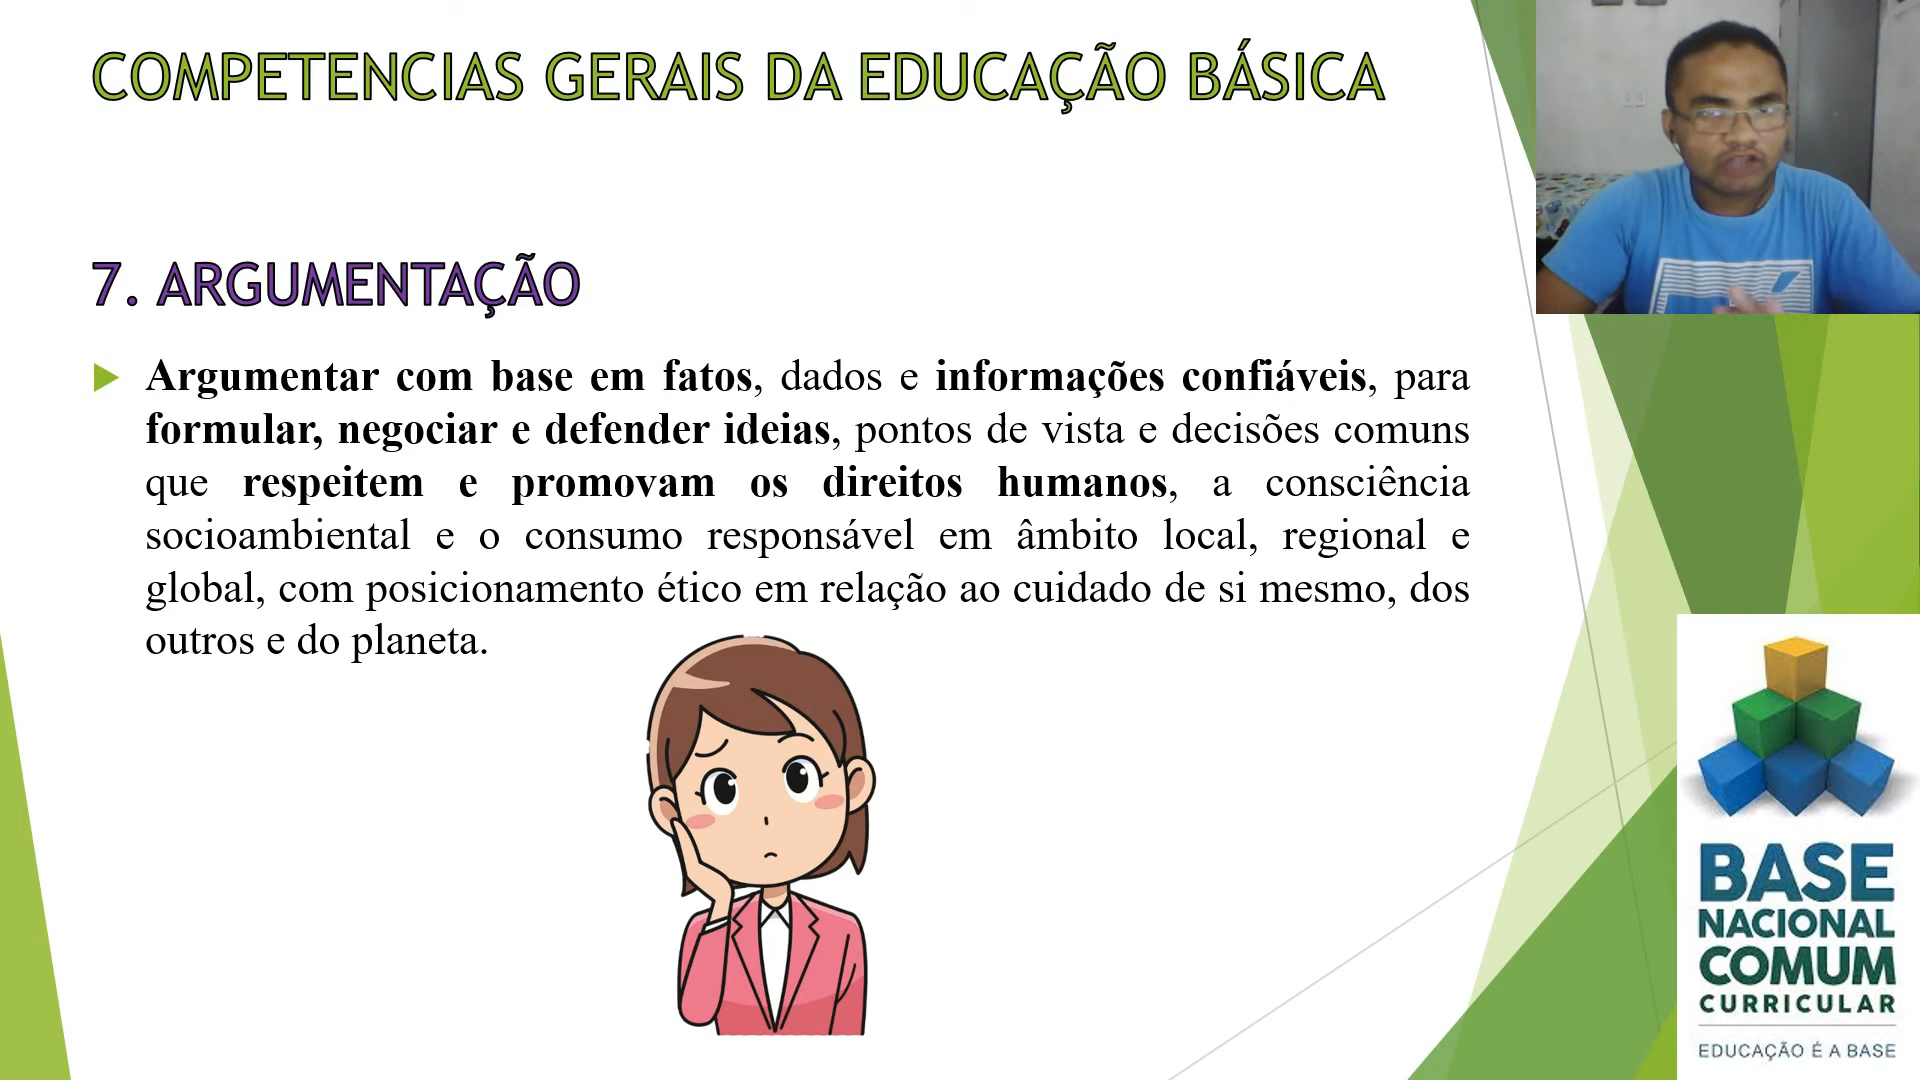 COMPETENCIAS GERAIS DA EDUCAÇÃO BÁSICA
7. ARGUMENTAÇÃO
Argumentar com base em fatos, dados e informações confiáveis, para
formular, negociar e defender ideias, pontos de vista e decisões comuns
que respeitem e promovam os direitos humanos, a consciência
socioambiental e o consumo responsável em âmbito local, regional e
global, com posicionamento ético em relação ao cuidado de si mesmo, dos
outros e do planeta.
BASE
NACIONAL
COMUM
CURRICULAR
EDUCAÇÃO É A BASE